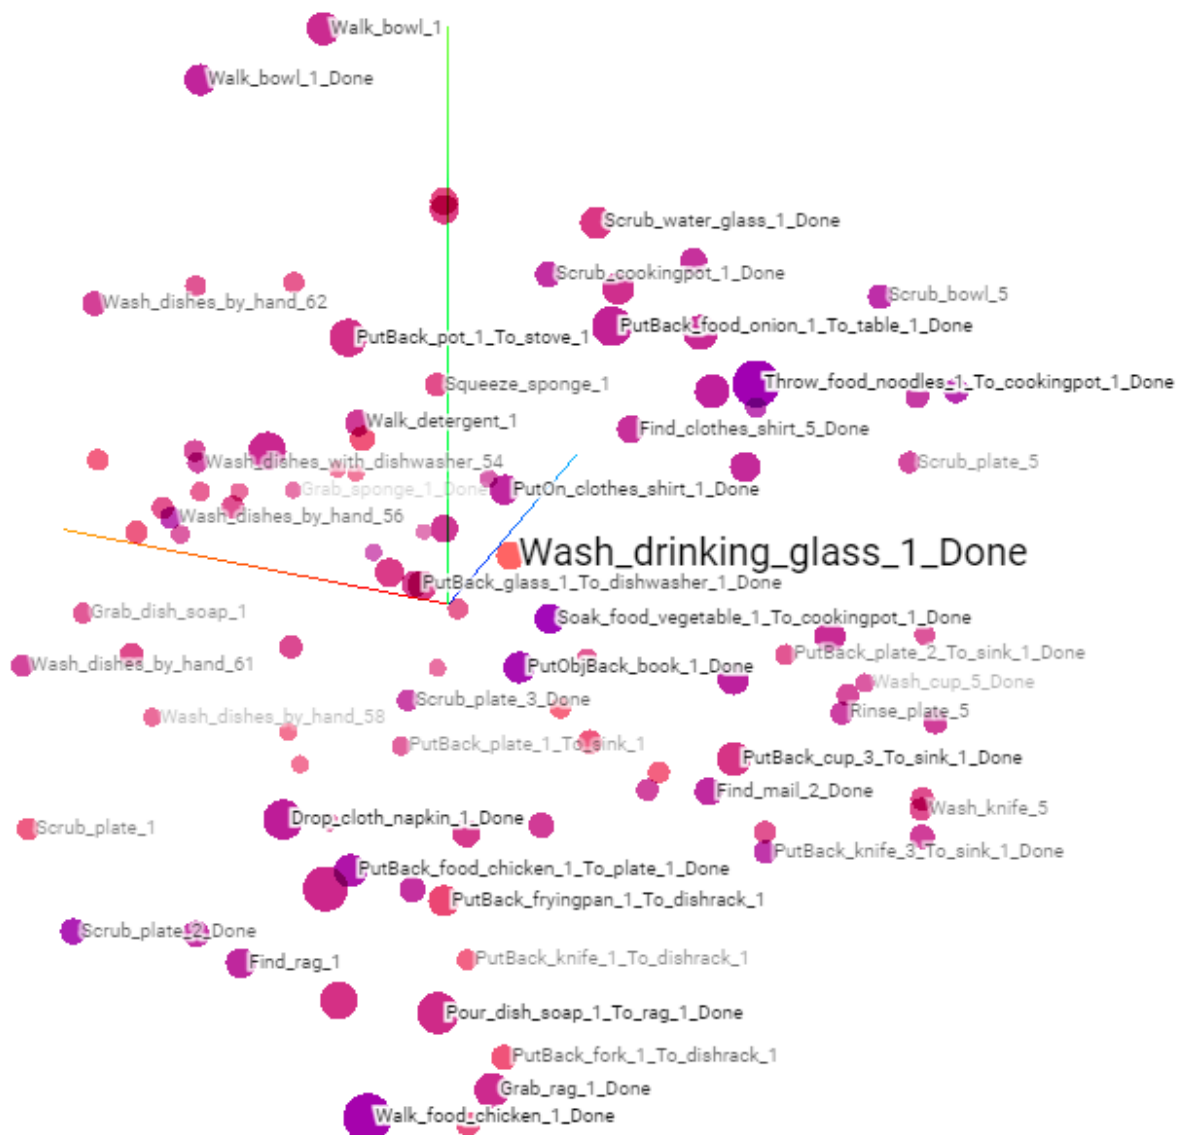 Walk_bowl_1
Walk_bowl_1_Done
Scrub_water_glass_1_Done
Scrub_cookingpot_1_Done
Scrub_bowl_5
Wash_dishes_by_hand_62
PutBack_food_onion_1_To_table_1_Done
PutBack_pot_1_To_stove_1
Squeeze_sponge_1
Throw_food_noodles_1_To_cookingpot_1_Done
Walk_detergent_1
Find_clothes_shirt_5_Done
Wash_dishes_with_dishwasher_54
Scrub_plate_5
Grab_sponge_1_Done
PutOn_clothes_shirt_1_Done
Wash_dishes_by_hand_56
Wash_drinking_glass_1_Done
PutBack_glass_1_To_dishwasher_1_Done
Grab_dish_soap_1
Soak_food_vegetable_1_To_cookingpot_1_Done
PutBack_plate_2_To_sink_1_Done
Wash_dishes_by_hand_61
PutObjBack_book_1_Done
Wash_cup_5_Done
Scrub_plate_3_Done
Rinse_plate_5
Wash_dishes_by_hand_58
PutBack_plate_1_To_sink_1
PutBack_cup_3_To_sink_1_Done
Find_mail_2_Done
Wash_knife_5
Drop_cloth_napkin_1_Done
Scrub_plate_1
PutBack_knife_3_To_sink_1_Done
PutBack_food_chicken_1_To_plate_1_Done
PutBack_fryingpan_1_To_dishrack_1
Scrub_plate_2_Done
Find_rag_1
PutBack_knife_1_To_dishrack_1
Pour_dish_soap_1_To_rag_1_Done
PutBack_fork_1_To_dishrack_1
Grab_rag_1_Done
Walk_food_chicken_1_Done